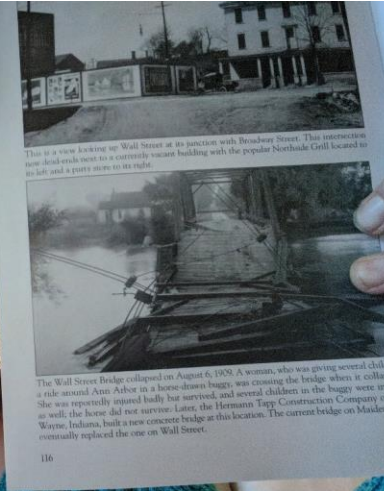 This is a view looking up Wall Street at its junction with Broadway Street. This intersection
now dead-ends next to a currently vacant building with the popular Northside Grill located to
its left and a party store to its right.
The Wall Street Bridge collapsed on August 6, 1909. A woman, who was giving several
a ride around Ann Arbor in a horse-drawn buggy, was crossing the bridge when it
She was reportedly injured badly but survived, and several children in the buggy were
as well; the horse did not survive. Later, the Hermann Tapp Construction Company
Wayne, Indiana, built a new concrete bridge at this location. The current bridge on
eventually replaced the one on Wall Street.
116